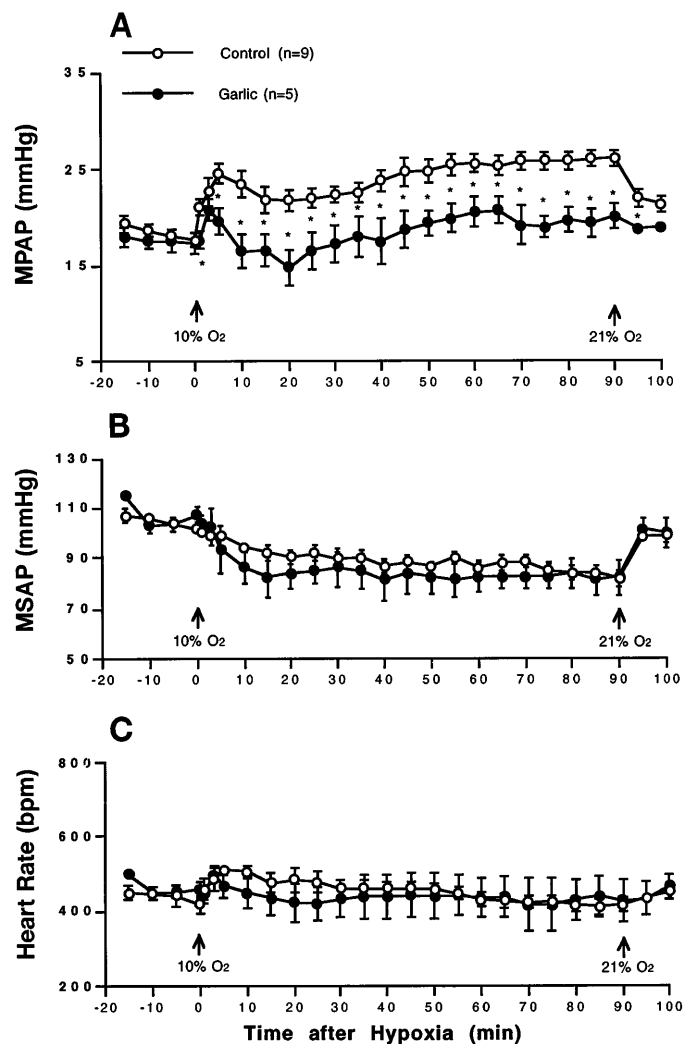 A
Control (n=9)
Garlic (n=5)
MPAP (mmHg)
35
25
15
5
* * * * * * * * * * * * * * * * * * * *
10% O2
21% O2
-20 -10 0 10 20 30 40 50 60 70 80 90 100
B
MSAP (mmHg)
130
110
90
70
50
10% O2
21% O2
-20 -10 0 10 20 30 40 50 60 70 80 90 100
C
Heart Rate (bpm)
800
600
400
200
10% O2
21% O2
-20 -10 0 10 20 30 40 50 60 70 80 90 100
Time after Hypoxia (min)